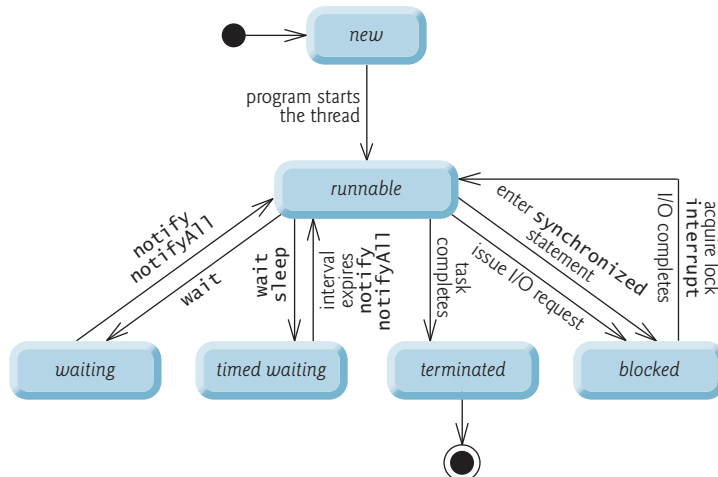 new
program starts
the thread
runnable
notify
notifyAll
wait
wait
sleep
interval
expires
notify
notifyAll
task
completes
enter synchronized
statement
issue I/O request
I/O completes
acquire lock
interrupt
waiting
timed waiting
terminated
blocked